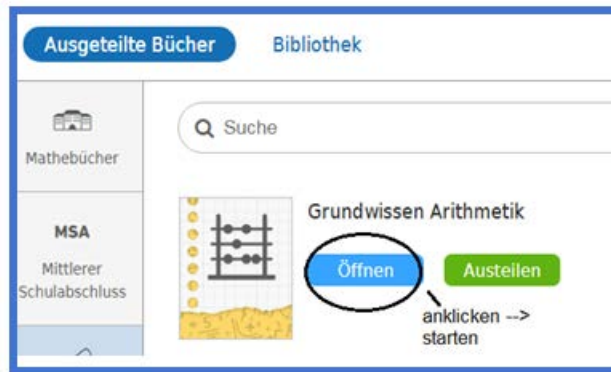 Ausgeteilte Bücher
Bibliothek
Mathebücher
Suche
MSA
Mittlerer
Schulabschluss
Grundwissen Arithmetik
Öffnen
Austeilen
anklicken -->
starten